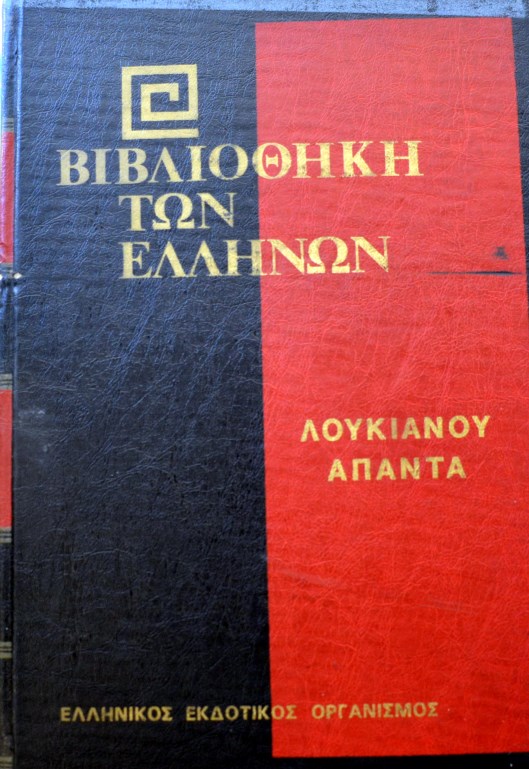 ΒΙΒΛΙΟΘΗΚΗ
ΤΩΝ
ΕΛΛΗΝΩΝ
ΛΟΥΚΙΑΝΟΥ
ΑΠΑΝΤΑ
ΕΛΛΗΝΙΚΟΣ ΕΚΔΟΤΙΚΟΣ ΟΡΓΑΝΙΣΜΟΣ